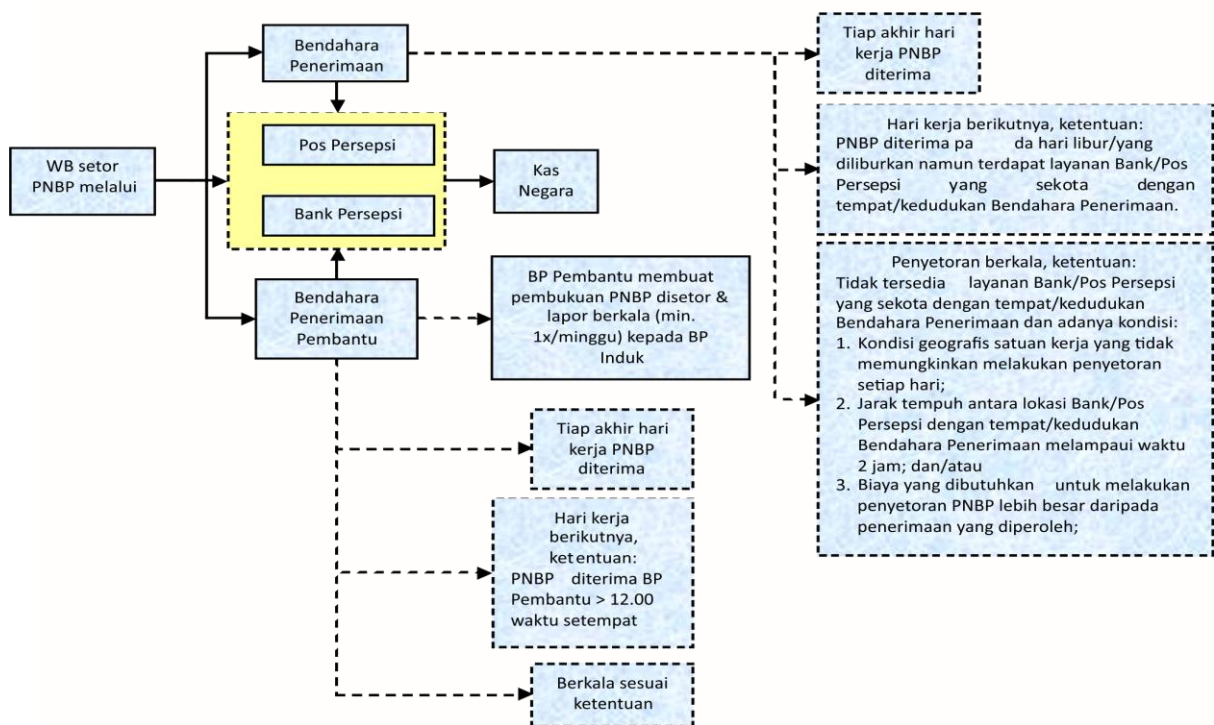 WB setor
PNBP melalui
Bendahara
Penerimaan
Pos Persepsi
Bank Persepsi
Kas
Negara
Bendahara
Penerimaan
Pembantu
BP Pembantu membuat
pembukuan PNBP disetor &
lapor berkala (min.
1x/minggu) kepada BP
Induk
Tiap akhir hari
kerja PNBP
diterima
Hari kerja
berikutnya,
ketentuan:
PNBP diterima BP
Pembantu > 12.00
waktu setempat
Berkala sesuai
ketentuan
Tiap akhir hari
kerja PNBP
diterima
Hari kerja berikutnya, ketentuan:
PNBP diterima pa da hari libur/yang
diliburkan namun terdapat layanan Bank/Pos
Persepsi yang sekota dengan
tempat/kedudukan Bendahara Penerimaan.
Penyetoran berkala, ketentuan:
Tidak tersedia layanan Bank/Pos Persepsi
yang sekota dengan tempat/kedudukan
Bendahara Penerimaan dan adanya kondisi:
1. Kondisi geografis satuan kerja yang tidak
memungkinkan melakukan penyetoran
setiap hari;
2. Jarak tempuh antara lokasi Bank/Pos
Persepsi dengan tempat/kedudukan
Bendahara Penerimaan melampaui waktu
2 jam; dan/atau
3. Biaya yang dibutuhkan untuk melakukan
penyetoran PNBP lebih besar daripada
penerimaan yang diperoleh;